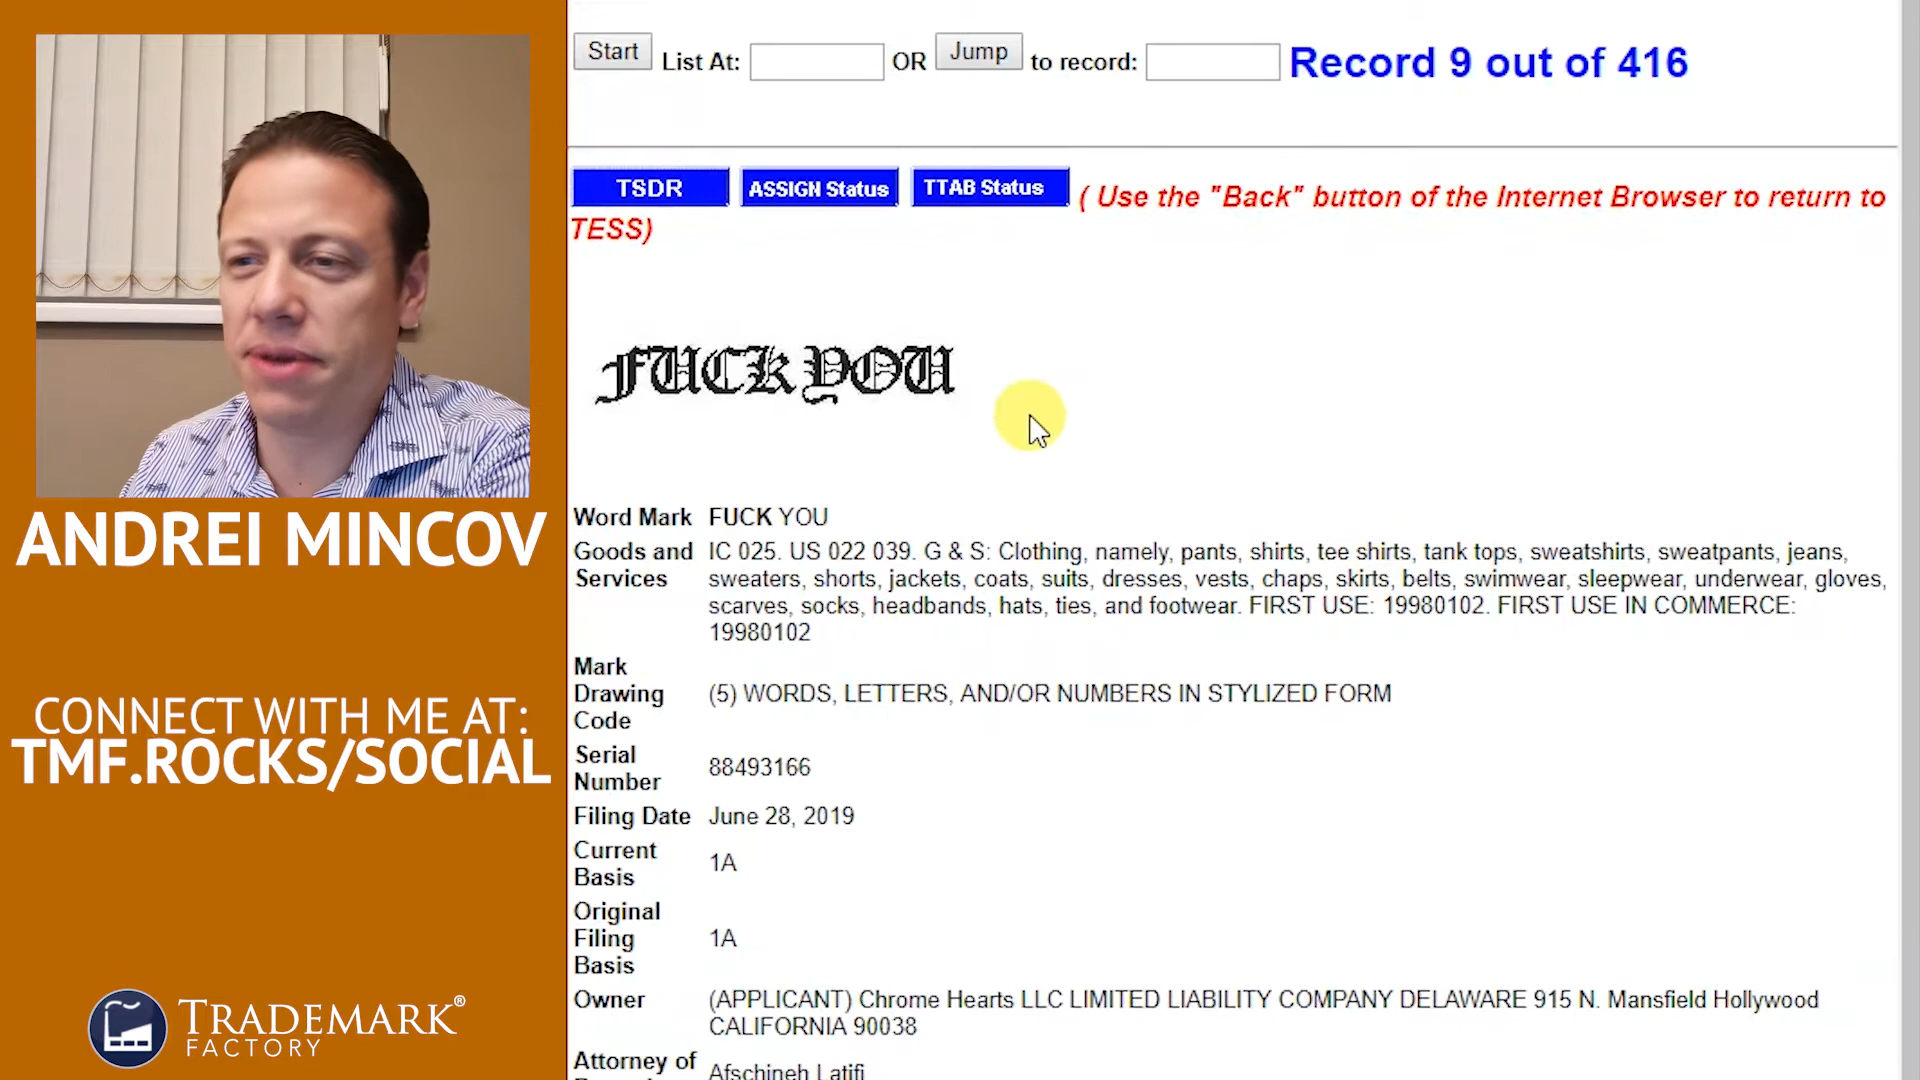 Start List At: OR Jump to record: Record 9 out of 416
TSDR ASSIGN Status TTAB Status ( Use the "Back" button of the Internet Browser to return to
TESS)
FUCK YOU
Word Mark FUCK YOU
Goods and Services IC 025. US 022 039. G & S: Clothing, namely, pants, shirts, tee shirts, tank tops, sweatshirts, sweatpants, jeans,
sweaters, shorts, jackets, coats, suits, dresses, vests, chaps, skirts, belts, swimwear, sleepwear, underwear, gloves,
scarves, socks, headbands, hats, ties, and footwear. FIRST USE: 19980102. FIRST USE IN COMMERCE:
19980102
Mark
Drawing (5) WORDS, LETTERS, AND/OR NUMBERS IN STYLIZED FORM
Code
Serial
Number 88493166
Filing Date June 28, 2019
Current
Basis 1A
Original
Filing 1A
Basis
Owner (APPLICANT) Chrome Hearts LLC LIMITED LIABILITY COMPANY DELAWARE 915 N. Mansfield Hollywood
CALIFORNIA 90038
Attorney of
Afschineh Latifi
ANDREI MINCOV
CONNECT WITH ME AT:
TMF.ROCKS/SOCIAL
TRADEMARK®
FACTORY